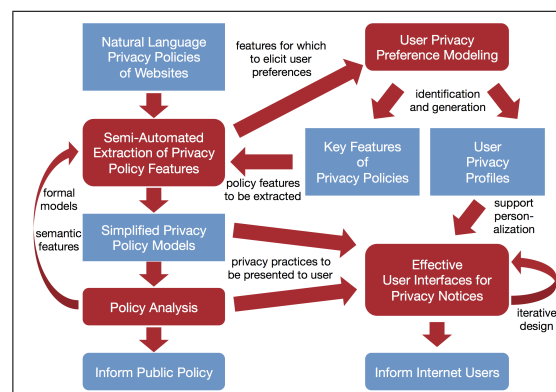 Natural Language
Privacy Policies
of Websites
features for which
to elicit user
preferences
User Privacy
Preference Modeling
identification
and generation
Semi-Automated
Extraction of Privacy
Policy Features
Key Features
of
Privacy Policies
User
Privacy
Profiles
policy features
to be extracted
formal
models
semantic
features
support
person-
alization
Simplified Privacy
Policy Models
privacy practices to
be presented to user
Effective
User Interfaces for
Privacy Notices
Policy Analysis
iterative
design
Inform Public Policy
Inform Internet Users